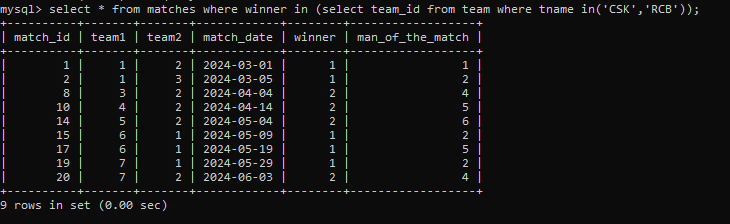 mysql> select * from matches where winner in (select team_id from team where tname in('CSK','RCB'));
+----------+-------+-------+------------+--------+------------------+
| match_id | team1 | team2 | match_date | winner | man_of_the_match |
+----------+-------+-------+------------+--------+------------------+
|        1 |     1 |     2 | 2024-03-01 |      1 |                1 |
|        2 |     1 |     3 | 2024-03-05 |      1 |                2 |
|        8 |     3 |     2 | 2024-04-04 |      2 |                4 |
|       10 |     4 |     2 | 2024-04-14 |      2 |                5 |
|       14 |     5 |     2 | 2024-05-04 |      2 |                6 |
|       15 |     6 |     1 | 2024-05-09 |      1 |                2 |
|       17 |     6 |     1 | 2024-05-19 |      1 |                5 |
|       19 |     7 |     1 | 2024-05-29 |      1 |                2 |
|       20 |     7 |     2 | 2024-06-03 |      2 |                4 |
+----------+-------+-------+------------+--------+------------------+
9 rows in set (0.00 sec)